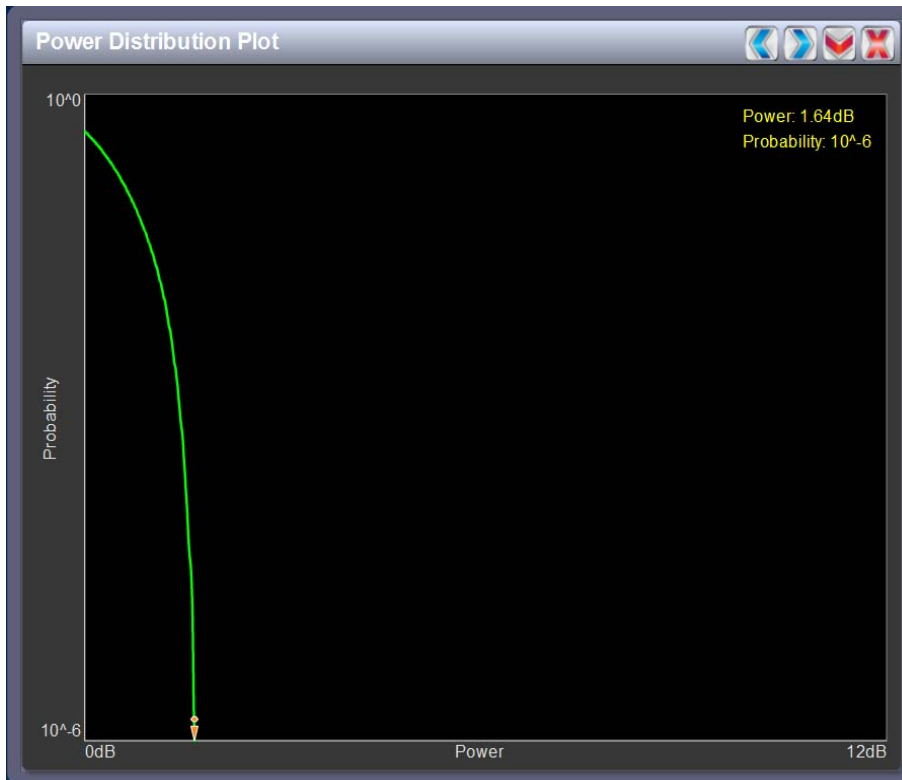 Power Distribution Plot
10^0
Power: 1.64dB
Probability: 10^-6
Probability
10^-6
0dB
Power
12dB